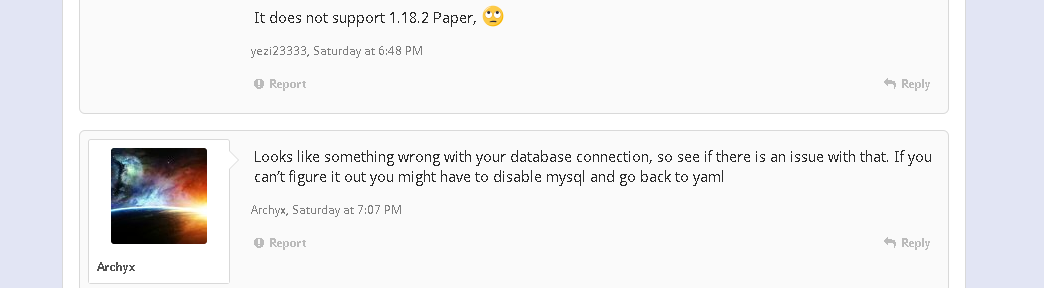 It does not support 1.18.2 Paper, 🙄
yezi23333, Saturday at 6:48 PM
Report
Reply
Looks like something wrong with your database connection, so see if there is an issue with that. If you
can't figure it out you might have to disable mysql and go back to yaml
Archyx, Saturday at 7:07 PM
Report
Reply
Archyx